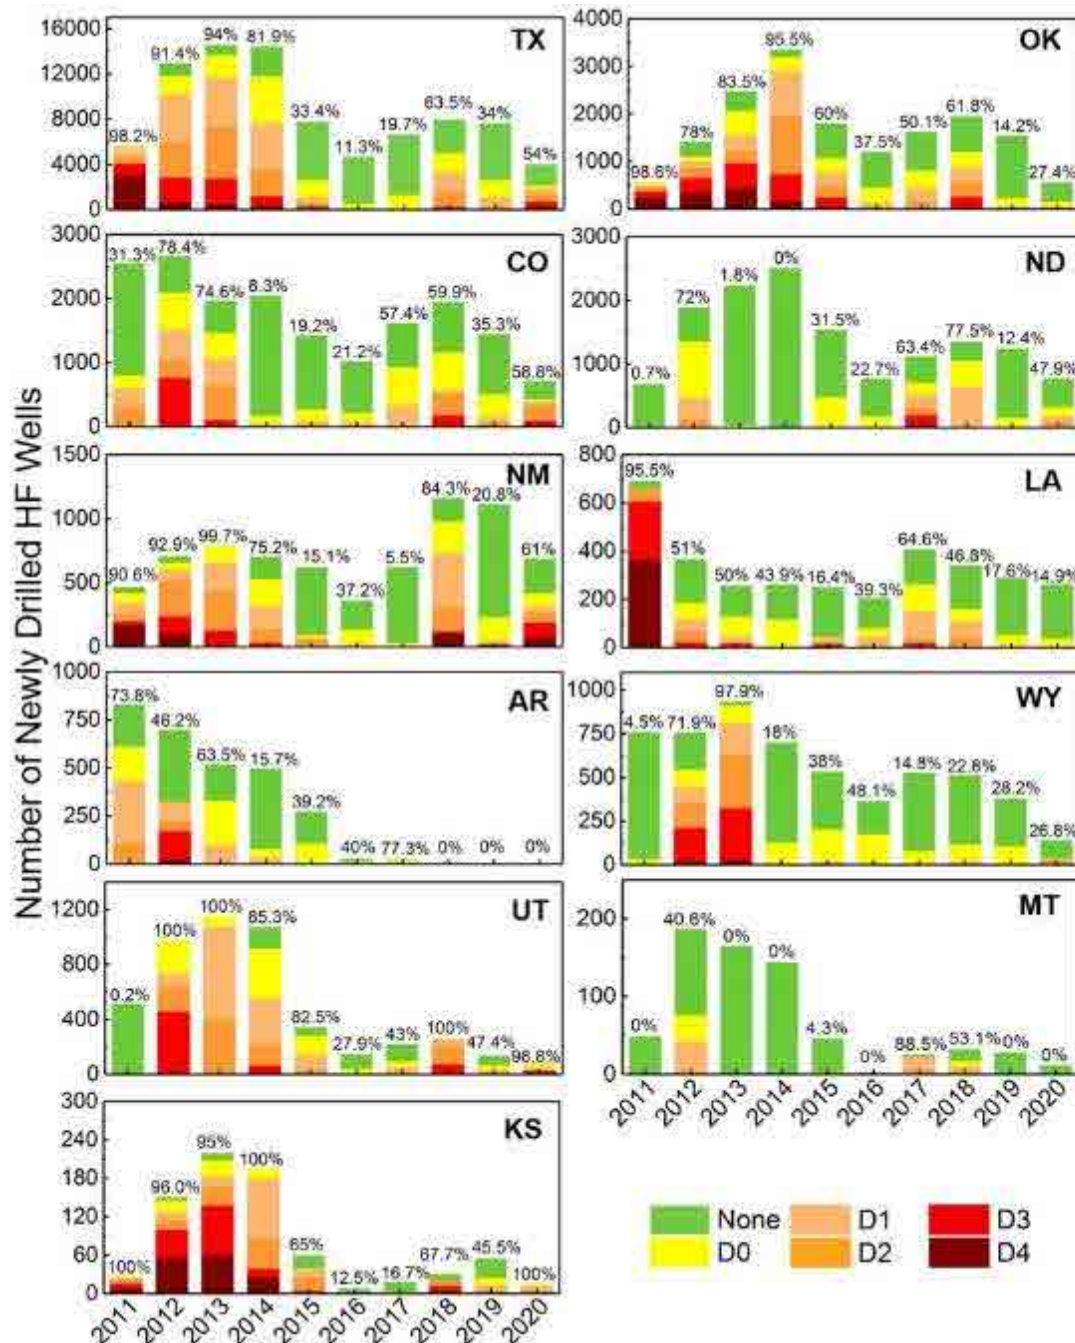 Number of Newly Drilled HF Wells
TX
16000
12000
8000
4000
0
98.2% 91.4% 94% 81.9% 33.4% 11.3% 19.7% 63.5% 34% 54%
OK
4000
3000
2000
1000
0
98.6% 78% 83.5% 95.5% 60% 37.5% 50.1% 61.8% 14.2% 27.4%
CO
3000
2000
1000
0
31.3% 78.4% 74.6% 8.3% 19.2% 21.2% 57.4% 59.9% 35.3% 58.8%
ND
3000
2000
1000
0
0.7% 72% 1.8% 0% 31.5% 22.7% 63.4% 77.5% 12.4% 47.9%
NM
1500
1000
500
0
90.6% 92.9% 99.7% 75.2% 15.1% 37.2% 5.5% 84.3% 20.8% 61%
LA
800
600
400
200
0
95.5% 51% 50% 43.9% 16.4% 39.3% 64.6% 46.8% 17.6% 14.9%
AR
1000
750
500
250
0
73.8% 46.2% 63.5% 15.7% 39.2% 40% 77.3% 0% 0% 0%
WY
1000
750
500
250
0
4.5% 71.9% 97.9% 18% 38% 48.1% 14.8% 22.8% 28.2% 26.8%
UT
1200
800
400
0
0.2% 100% 100% 85.3% 82.5% 27.9% 43% 100% 47.4% 98.8%
MT
200
100
0
0% 40.6% 0% 0% 4.3% 0% 88.5% 53.1% 0% 0%
2011 2012 2013 2014 2015 2016 2017 2018 2019 2020
KS
300
240
180
120
60
0
100% 96.0% 95% 100% 65% 12.5% 16.7% 67.7% 45.5% 100%
2011 2012 2013 2014 2015 2016 2017 2018 2019 2020
None D1 D3
D0 D2 D4